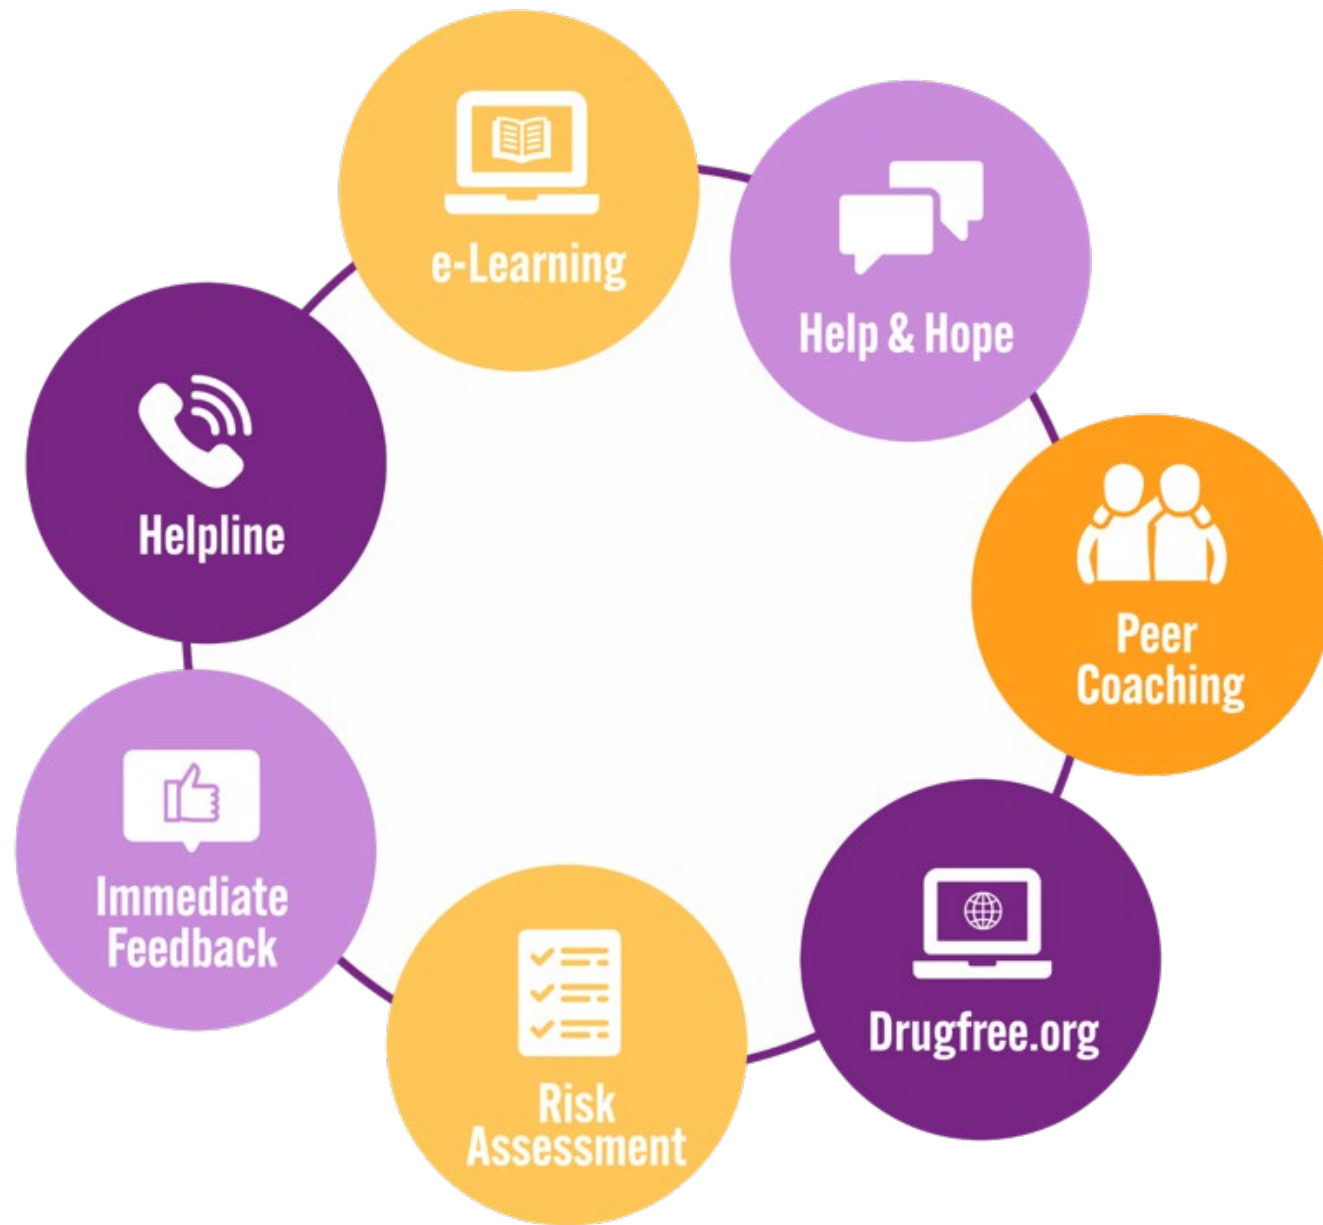 e-Learning
Help & Hope
Peer
Coaching
Drugfree.org
Risk
Assessment
Immediate
Feedback
Helpline